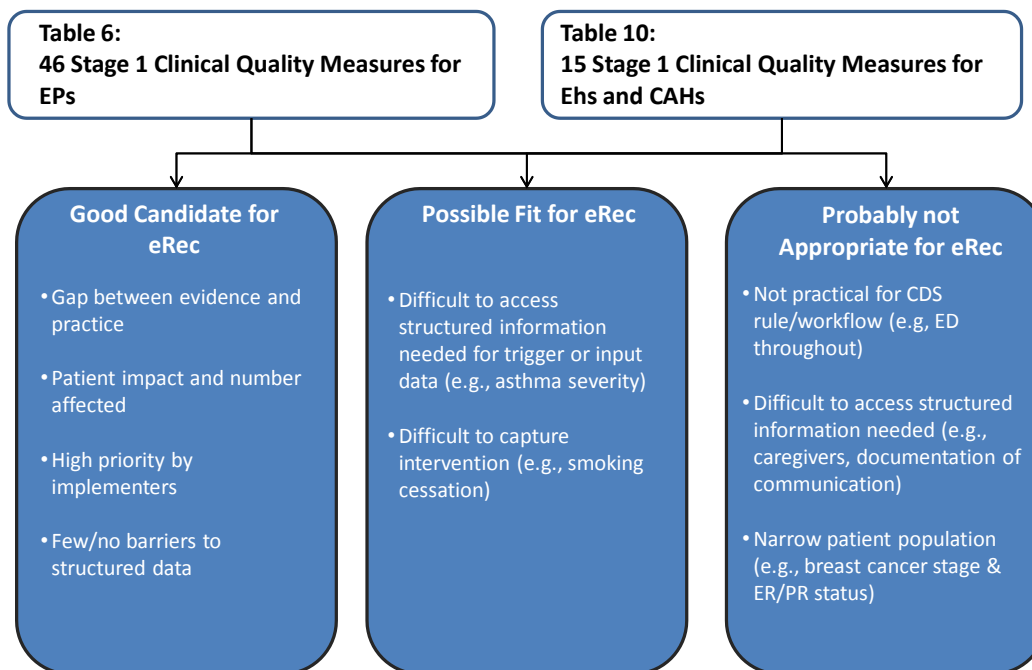 Table 6:
46 Stage 1 Clinical Quality Measures for
EPs
Table 10:
15 Stage 1 Clinical Quality Measures for
Ehs and CAHs
Good Candidate for
eRec
• Gap between evidence and
practice
• Patient impact and number
affected
• High priority by
implementers
• Few/no barriers to
structured data
Possible Fit for eRec
• Difficult to access
structured information
needed for trigger or input
data (e.g., asthma severity)
• Difficult to capture
intervention (e.g., smoking
cessation)
Probably not
Appropriate for eRec
• Not practical for CDS
rule/workflow (e.g, ED
throughout)
• Difficult to access structured
information needed (e.g.,
caregivers, documentation of
communication)
• Narrow patient population
(e.g., breast cancer stage &
ER/PR status)